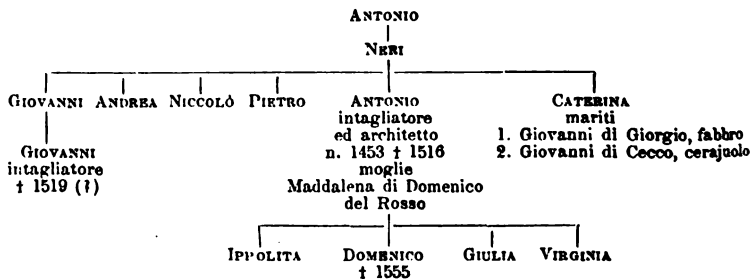 ANTONIO
NERI
GIOVANNI ANDREA NICCOLÒ PIETRO ANTONIO CATERINA
intagliatore mariti
ed architetto 1. Giovanni di Giorgio, fabbro
GIOVANNI n. 1453 † 1516 2. Giovanni di Cecco, cerajuolo
intagliatore moglie
† 1519 (?) Maddalena di Domenico
del Rosso
IPPOLITA DOMENICO GIULIA VIRGINIA
† 1555